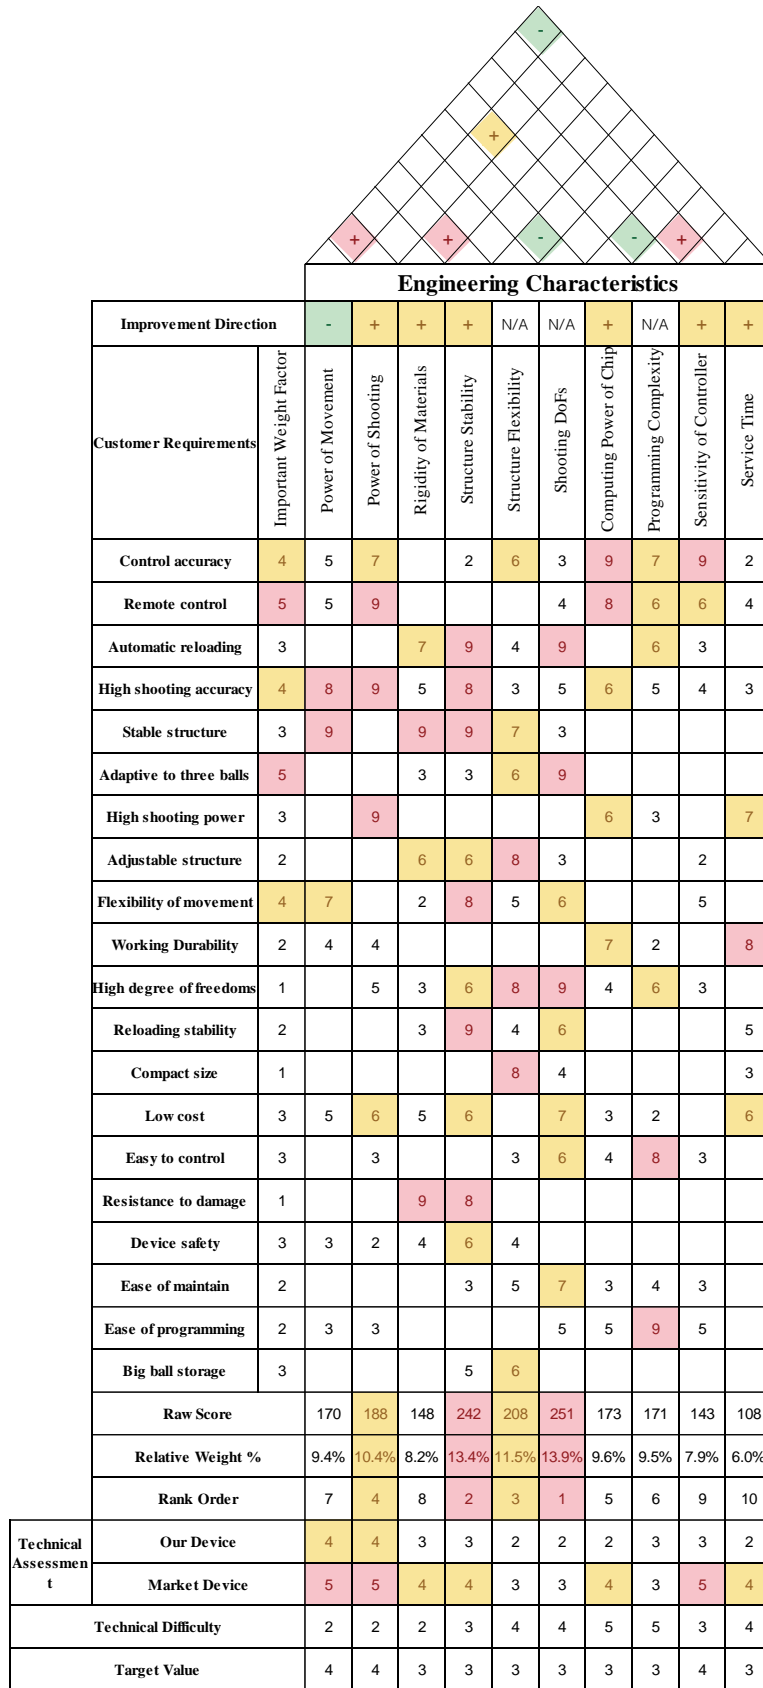 -
+
+ + - - +
Engineering Characteristics
Improvement Direction - + + + N/A N/A + N/A + +
Customer Requirements Important Weight Factor Power of Movement Power of Shooting Rigidity of Materials Structure Stability Structure Flexibility Shooting DoFs Computing Power of Chip Programming Complexity Sensitivity of Controller Service Time
Control accuracy 4 5 7 2 6 3 9 7 9 2
Remote control 5 5 9 4 8 6 6 4
Automatic reloading 3 7 9 4 9 6 3
High shooting accuracy 4 8 9 5 8 3 5 6 5 4 3
Stable structure 3 9 9 9 7 3
Adaptive to three balls 5 3 3 6 9
High shooting power 3 9 6 3 7
Adjustable structure 2 6 6 8 3 2
Flexibility of movement 4 7 2 8 5 6 5
Working Durability 2 4 4 7 2 8
High degree of freedoms 1 5 3 6 8 9 4 6 3
Reloading stability 2 3 9 4 6 5
Compact size 1 8 4 3
Low cost 3 5 6 5 6 7 3 2 6
Easy to control 3 3 3 6 4 8 3
Resistance to damage 1 9 8
Device safety 3 3 2 4 6 4
Ease of maintain 2 3 5 7 3 4 3
Ease of programming 2 3 3 5 5 9 5
Big ball storage 3 5 6
Raw Score 170 188 148 242 208 251 173 171 143 108
Relative Weight % 9.4% 10.4% 8.2% 13.4% 11.5% 13.9% 9.6% 9.5% 7.9% 6.0%
Rank Order 7 4 8 2 3 1 5 6 9 10
Technical
Assessmen
t
Our Device 4 4 3 3 2 2 2 3 3 2
Market Device 5 5 4 4 3 3 4 3 5 4
Technical Difficulty 2 2 2 3 4 4 5 5 3 4
Target Value 4 4 3 3 3 3 3 3 4 3